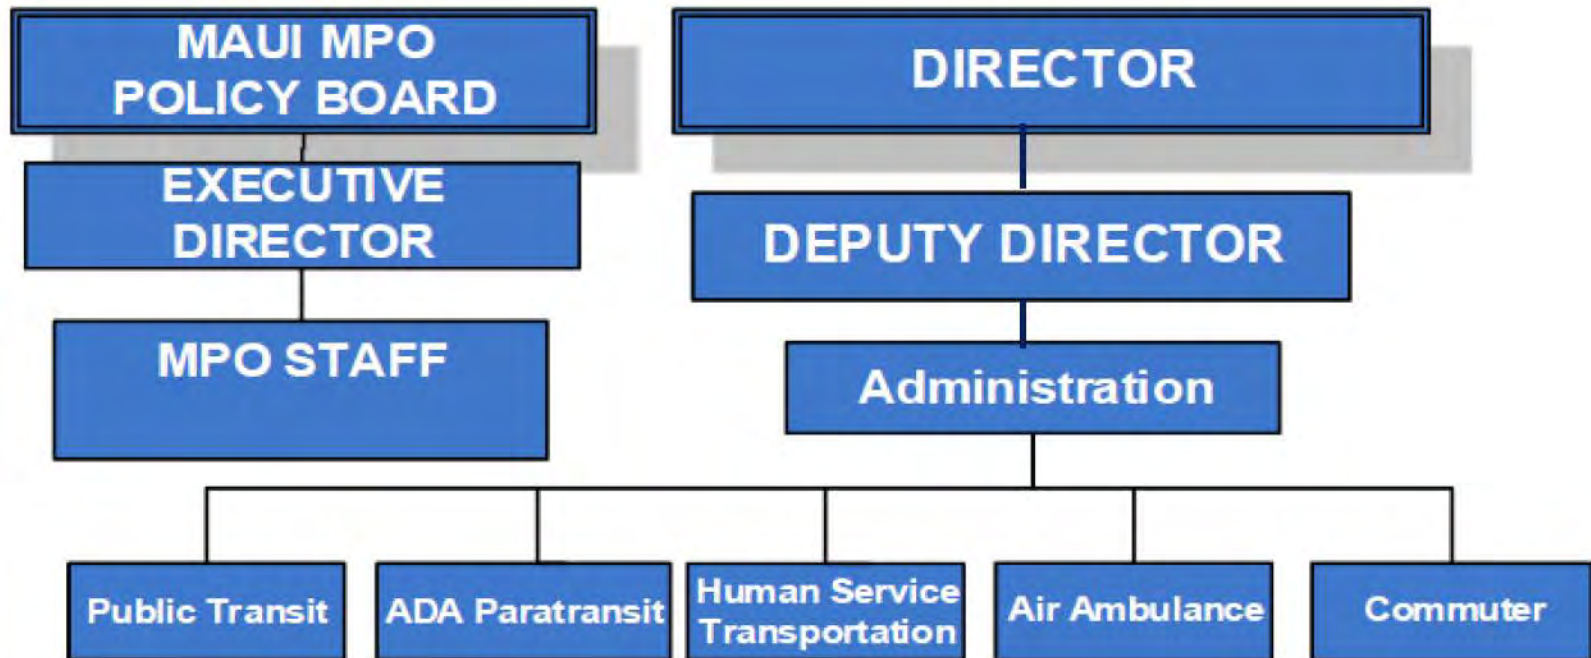 MAUI MPO
POLICY BOARD
DIRECTOR
EXECUTIVE
DIRECTOR
DEPUTY DIRECTOR
MPO STAFF
Administration
Public Transit
ADA Paratransit
Human Service
Transportation
Air Ambulance
Commuter